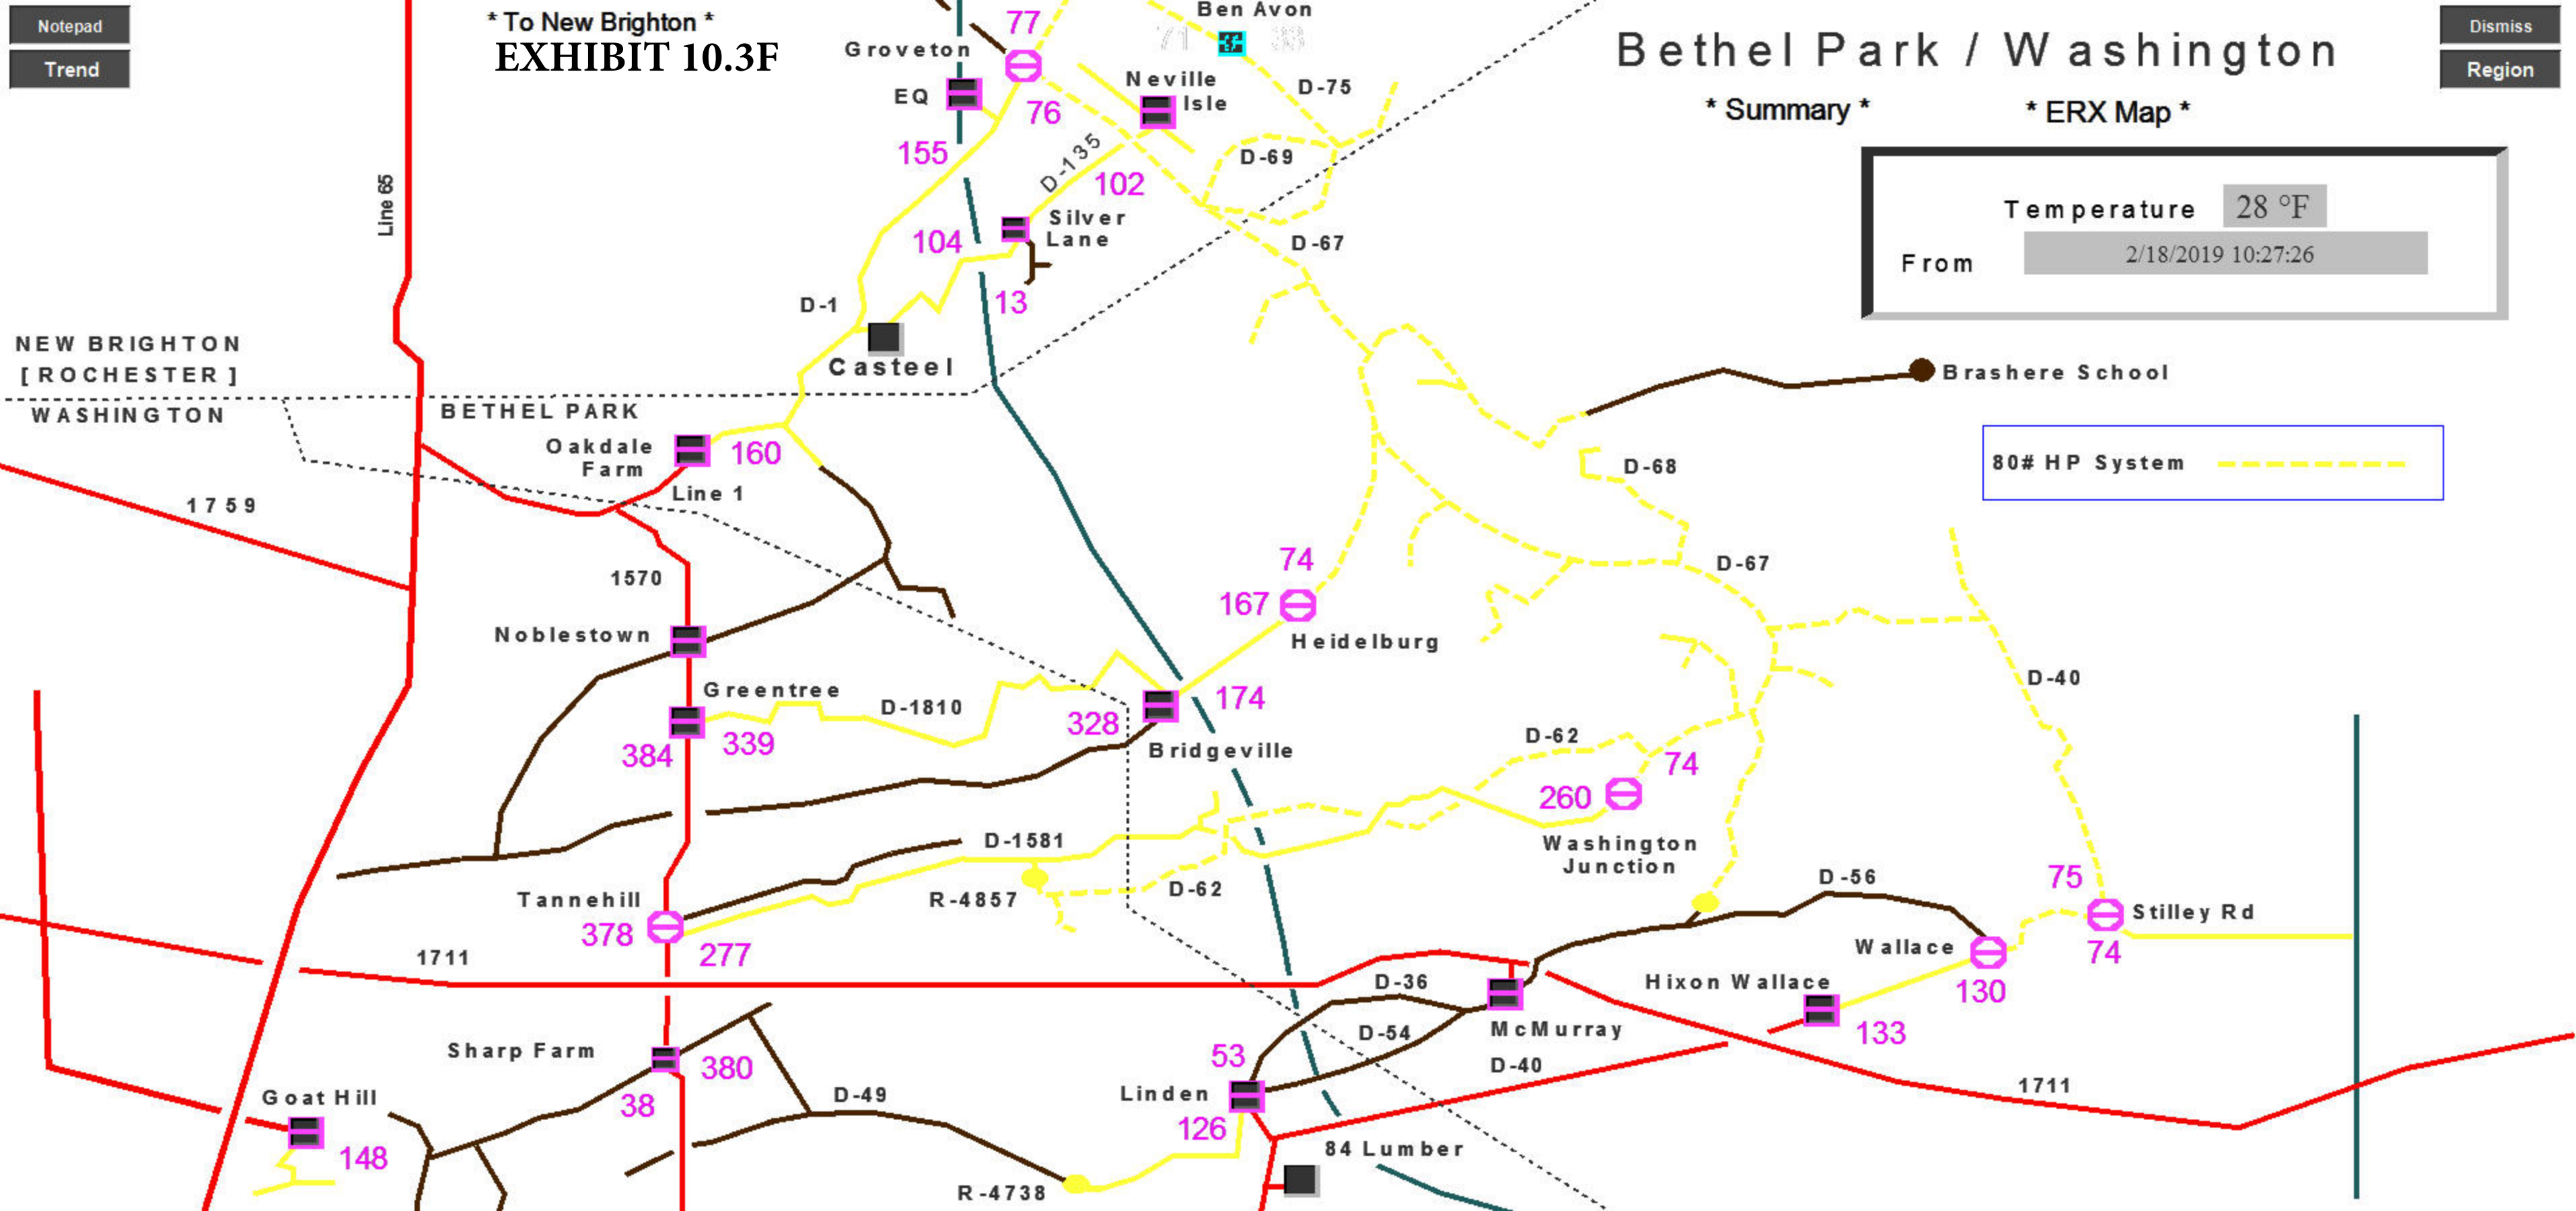 Notepad
Trend
* To New Brighton *
EXHIBIT 10.3F
Bethel Park / Washington
* Summary *
* ERX Map *
Dismiss
Region
Temperature 28 °F
From 2/18/2019 10:27:26
77
Groveton
EQ
76
155
Ben Avon
71
33
Neville
Isle
D-75
D-69
D-135
102
Silver
Lane
104
13
D-67
Line 65
D-1
Casteel
NEW BRIGHTON
[ ROCHESTER ]
WASHINGTON
BETHEL PARK
Oakdale
Farm
160
Line 1
1759
Brashere School
80# HP System
D-68
D-67
1570
74
167
Heidelburg
Noblestown
Greentree
384
339
D-1810
328
174
Bridgeville
D-40
D-62
74
260
Washington
Junction
D-1581
R-4857
D-62
Tannehill
378
277
D-56
75
Stilley Rd
74
Wallace
130
1711
D-36
McMurray
Hixon Wallace
133
Sharp Farm
380
38
D-54
53
Linden
126
D-40
1711
Goat Hill
148
D-49
R-4738
84 Lumber